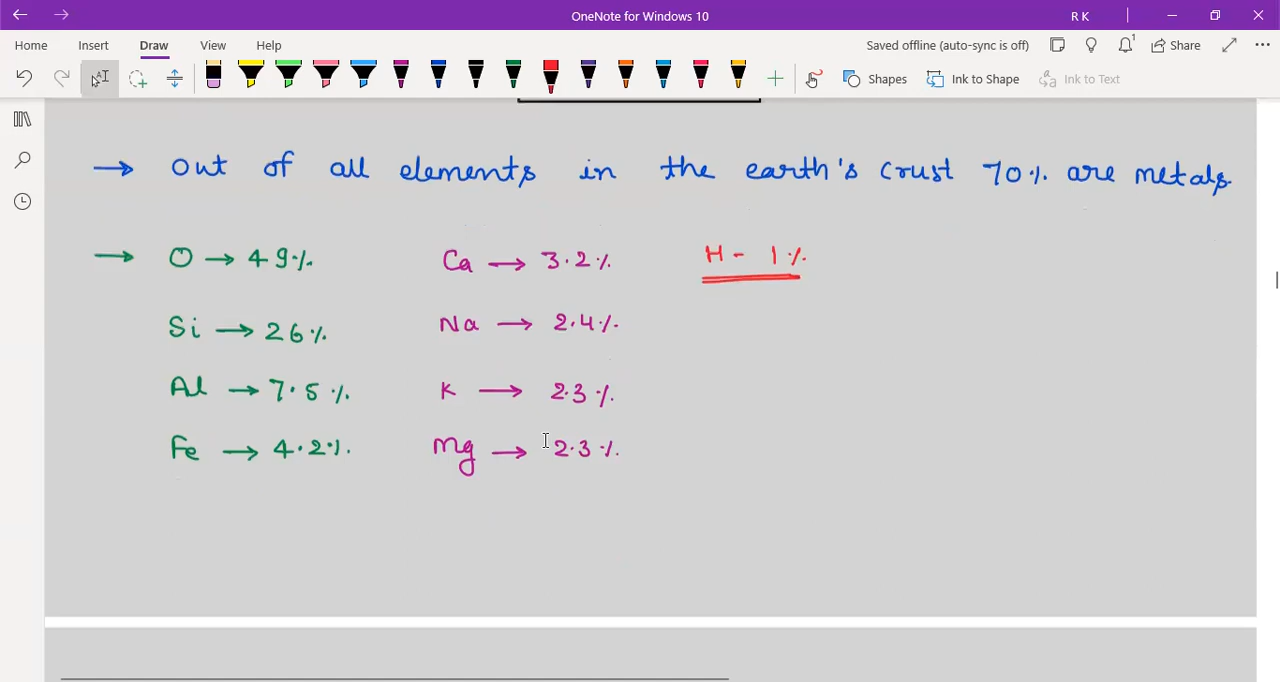 OneNote for Windows 10
R K
Home Insert Draw View Help
Saved offline (auto-sync is off)
1
Share
Shapes
Ink to Shape
Ink to Text
→ Out of all elements in the earth's crust 70% are metals.
→ O → 49% Ca → 3.2% H - 1%
Si → 26% Na → 2.4%
Al → 7.5% K → 2.3%
Fe → 4.2% Mg → 2.3%